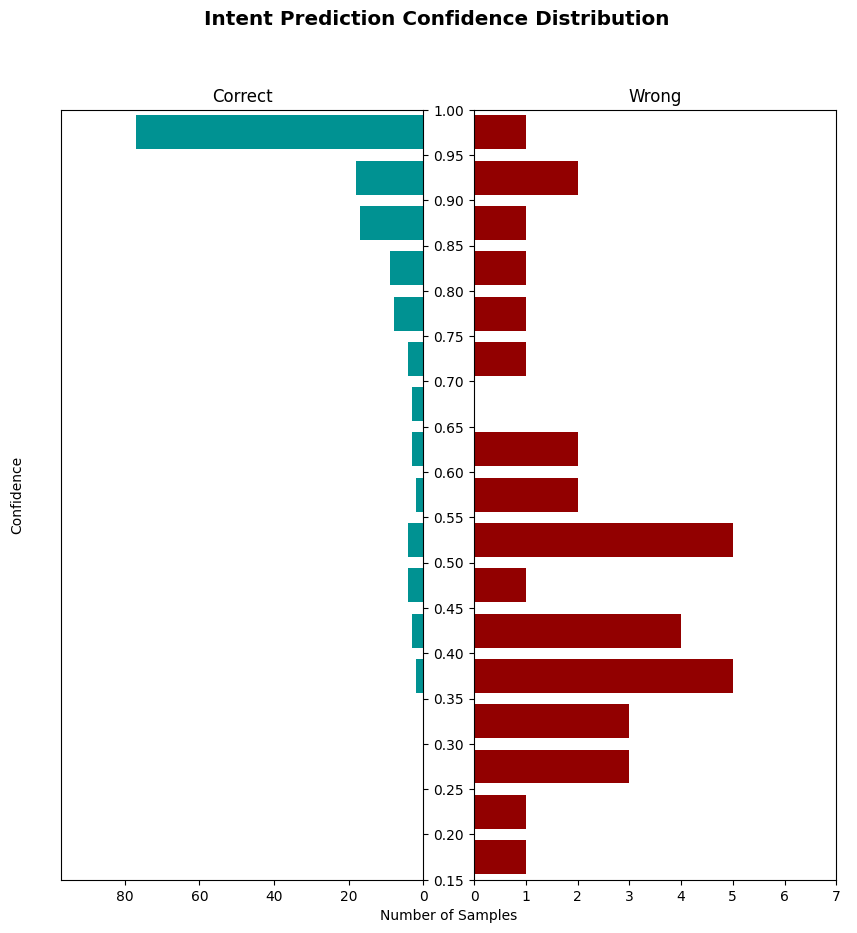 Intent Prediction Confidence Distribution
Correct
Wrong
1.00
0.95
0.90
0.85
0.80
0.75
0.70
0.65
0.60
0.55
0.50
0.45
0.40
0.35
0.30
0.25
0.20
0.15
Confidence
80 60 40 20 0
0 1 2 3 4 5 6 7
Number of Samples